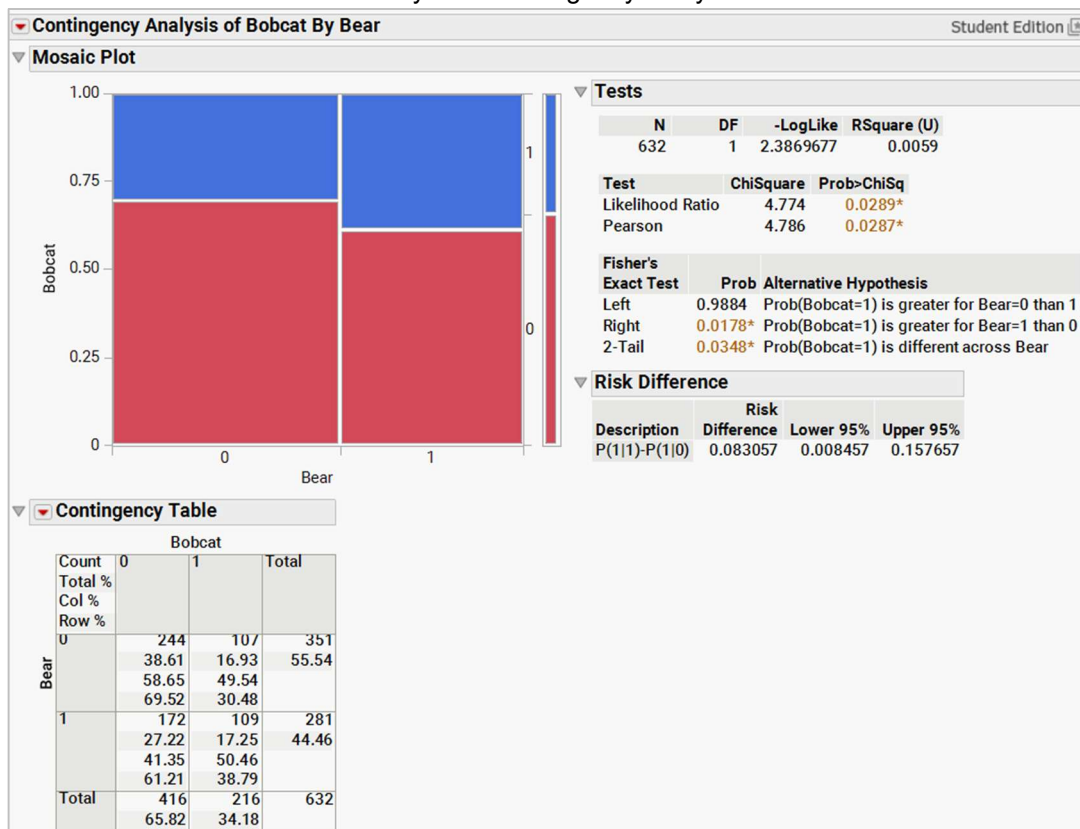 Contingency Analysis of Bobcat By Bear
Student Edition
Mosaic Plot
1.00
0.75
0.50
0.25
0
Bobcat
0 1
Bear
1
0
Tests
N DF -LogLike RSquare (U)
632 1 2.3869677 0.0059
Test ChiSquare Prob>ChiSq
Likelihood Ratio 4.774 0.0289*
Pearson 4.786 0.0287*
Fisher's
Exact Test Prob Alternative Hypothesis
Left 0.9884 Prob(Bobcat=1) is greater for Bear=0 than 1
Right 0.0178* Prob(Bobcat=1) is greater for Bear=1 than 0
2-Tail 0.0348* Prob(Bobcat=1) is different across Bear
Risk Difference
Risk
Description Difference Lower 95% Upper 95%
P(1|1)-P(1|0) 0.083057 0.008457 0.157657
Contingency Table
Bobcat
Count 0 1 Total
Total %
Col %
Row %
Bear
0 244 107 351
38.61 16.93 55.54
58.65 49.54
69.52 30.48
1 172 109 281
27.22 17.25 44.46
41.35 50.46
61.21 38.79
Total 416 216 632
65.82 34.18